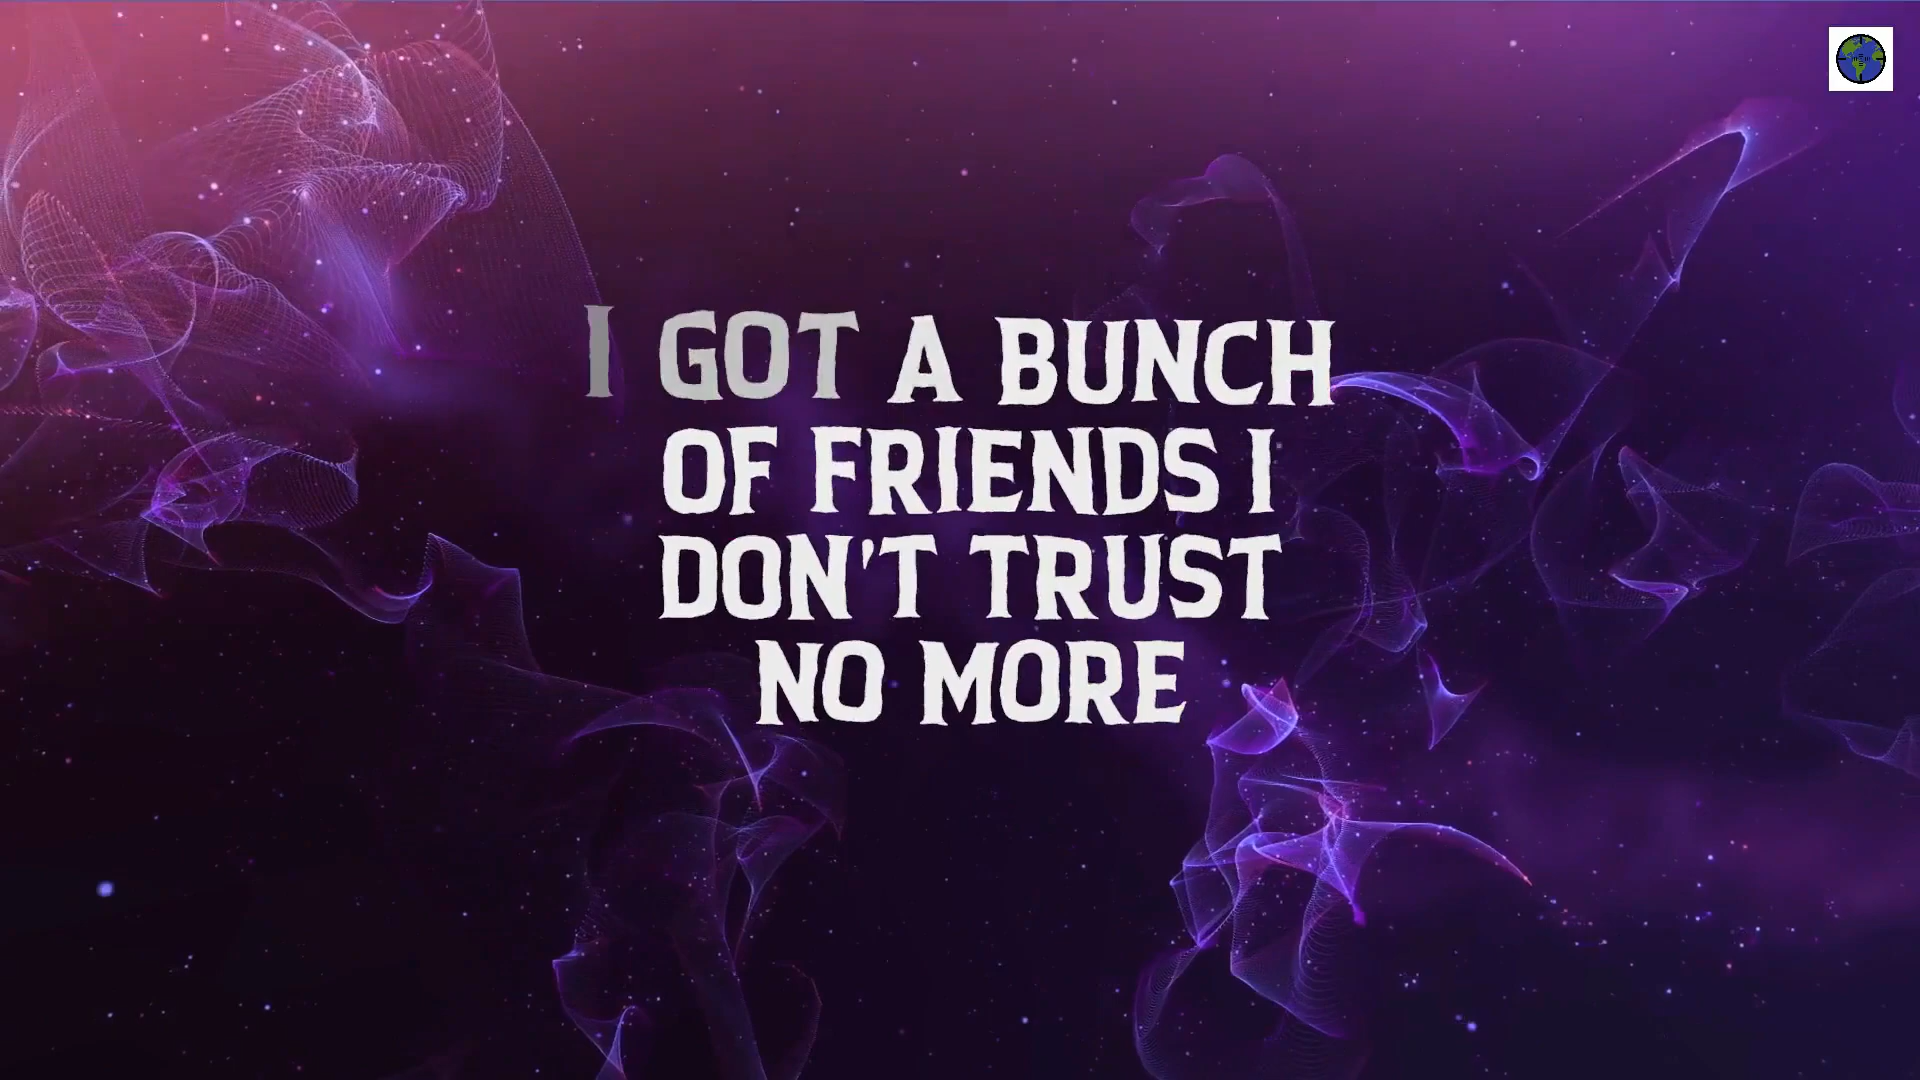 I GOT A BUNCH
OF FRIENDS I
DON'T TRUST
NO MORE